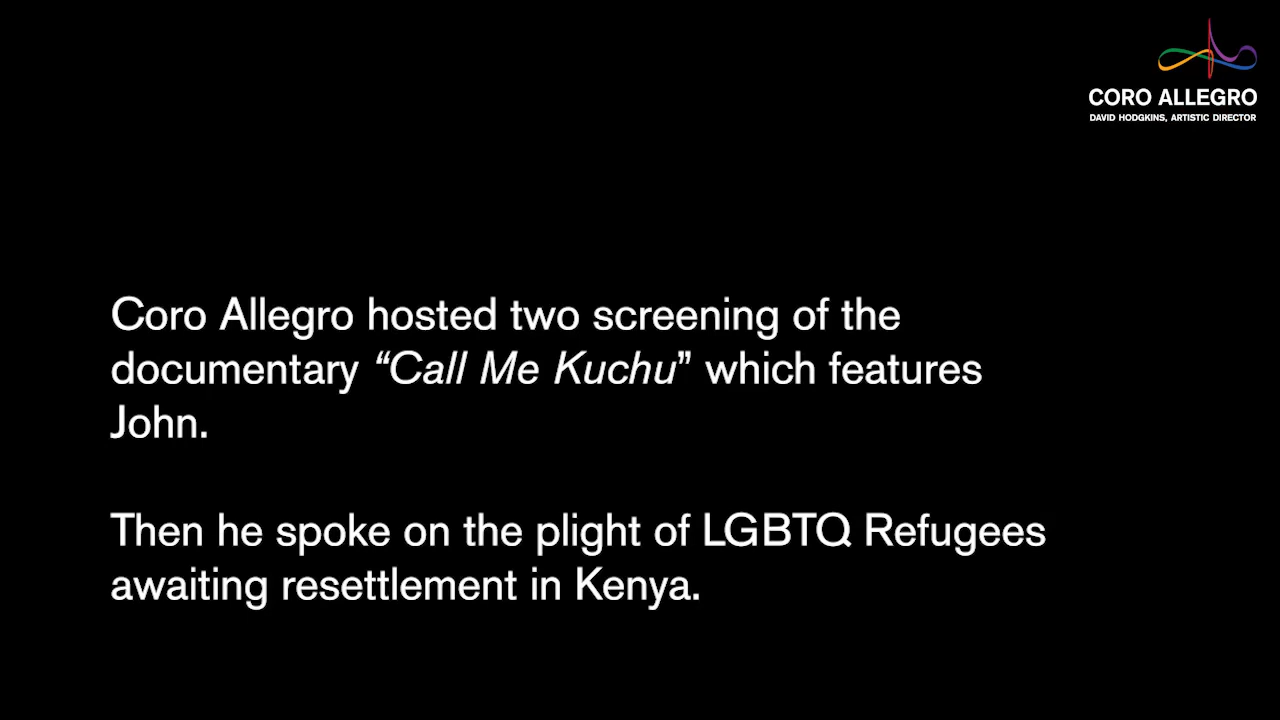 CORO ALLEGRO
DAVID HODGKINS, ARTISTIC DIRECTOR
Coro Allegro hosted two screening of the
documentary “Call Me Kuchu” which features
John.
Then he spoke on the plight of LGBTQ Refugees
awaiting resettlement in Kenya.